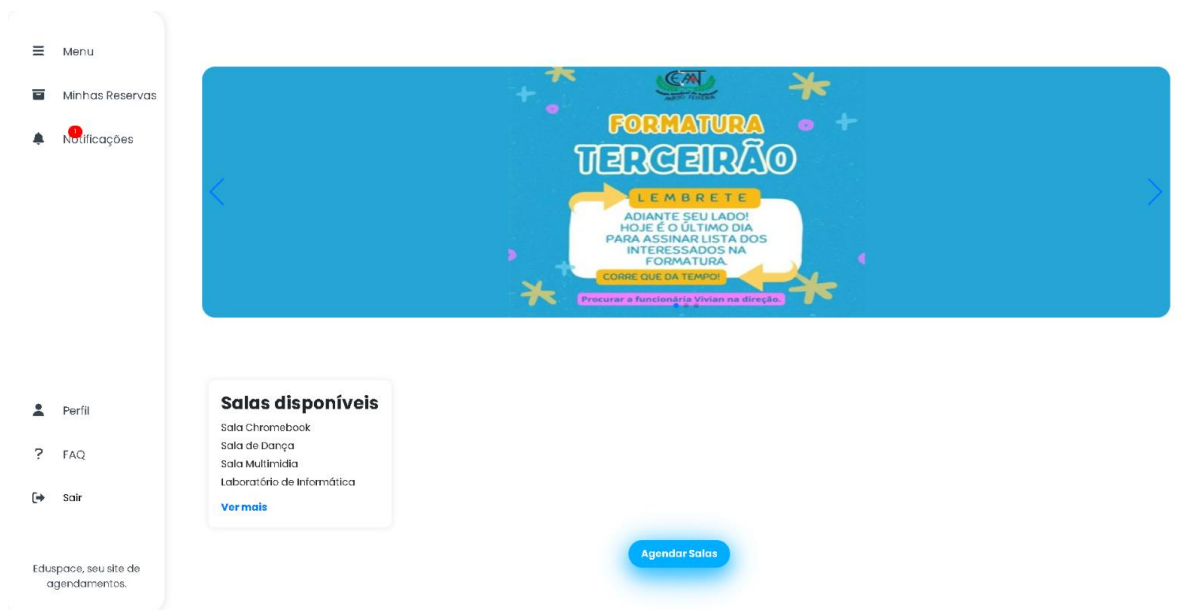 Menu
Minhas Reservas
1
Notificações
Perfil
FAQ
Sair
Eduspace, seu site de
agendamentos.
CEAAT
FORMATURA
TERCEIRÃO
LEMBRETE
ADIANTE SEU LADO!
HOJE É O ÚLTIMO DIA
PARA ASSINAR LISTA DOS
INTERESSADOS NA
FORMATURA.
CORRE QUE DA TEMPO!
Procurar a funcionária Vivian na direção.
Salas disponíveis
Sala Chromebook
Sala de Dança
Sala Multimidia
Laboratório de Informática
Ver mais
Agendar Salas